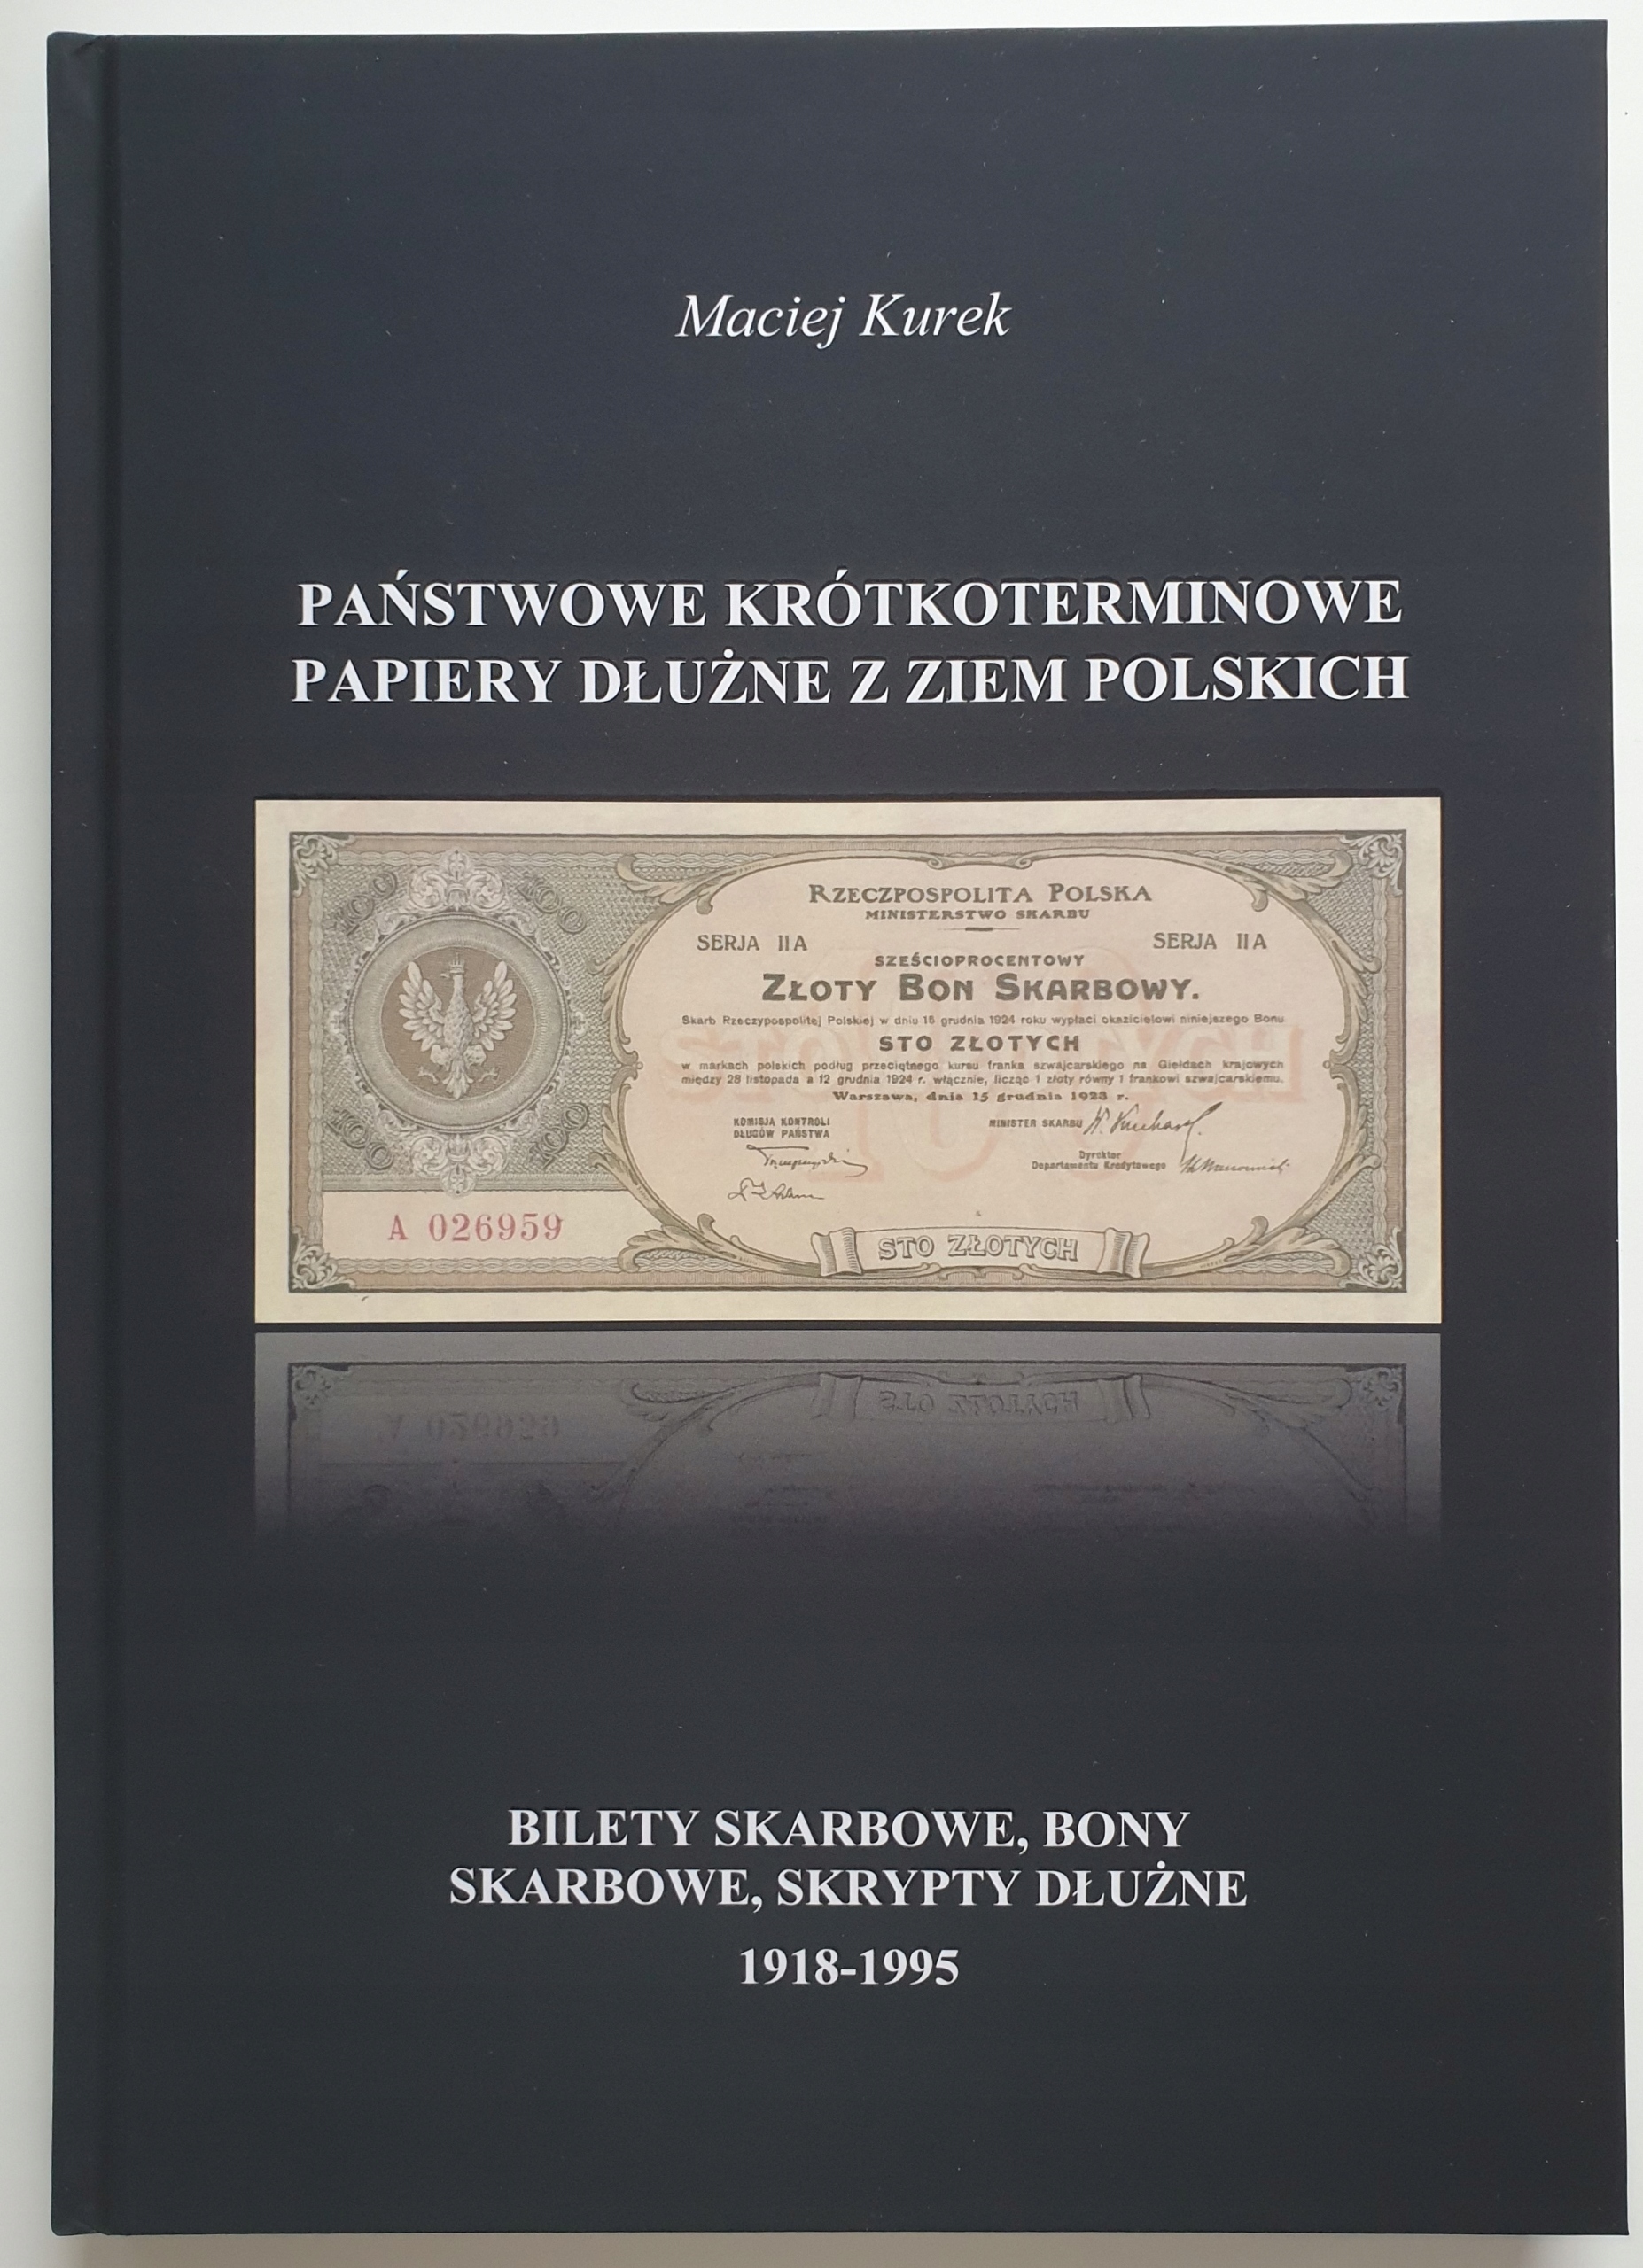 Maciej Kurek
PAŃSTWOWE KRÓTKOTERMINOWE
PAPIERY DŁUŻNE Z ZIEM POLSKICH
100 100
RZECZPOSPOLITA POLSKA
MINISTERSTWO SKARBU
SERJA IIA SERJA IIA
SZEŚCIOPROCENTOWY
ZŁOTY BON SKARBOWY.
Skarb Rzeczypospolitej Polskiej w dniu 15 grudnia 1924 roku wypłaci okazicielowi niniejszego Bonu
STO ZŁOTYCH
w markach polskich podług przeciętnego kursu franka szwajcarskiego na Giełdach krajowych
między 28 listopada a 12 grudnia 1924 r. włącznie, licząc 1 złoty równy 1 frankowi szwajcarskiemu.
Warszawa, dnia 15 grudnia 1923 r.
KOMISJA KONTROLI
DŁUGÓW PAŃSTWA
MINISTER SKARBU
Dyrektor
Departamentu Kredytowego
100 100
A 026959
STO ZŁOTYCH
BILETY SKARBOWE, BONY
SKARBOWE, SKRYPTY DŁUŻNE
1918-1995